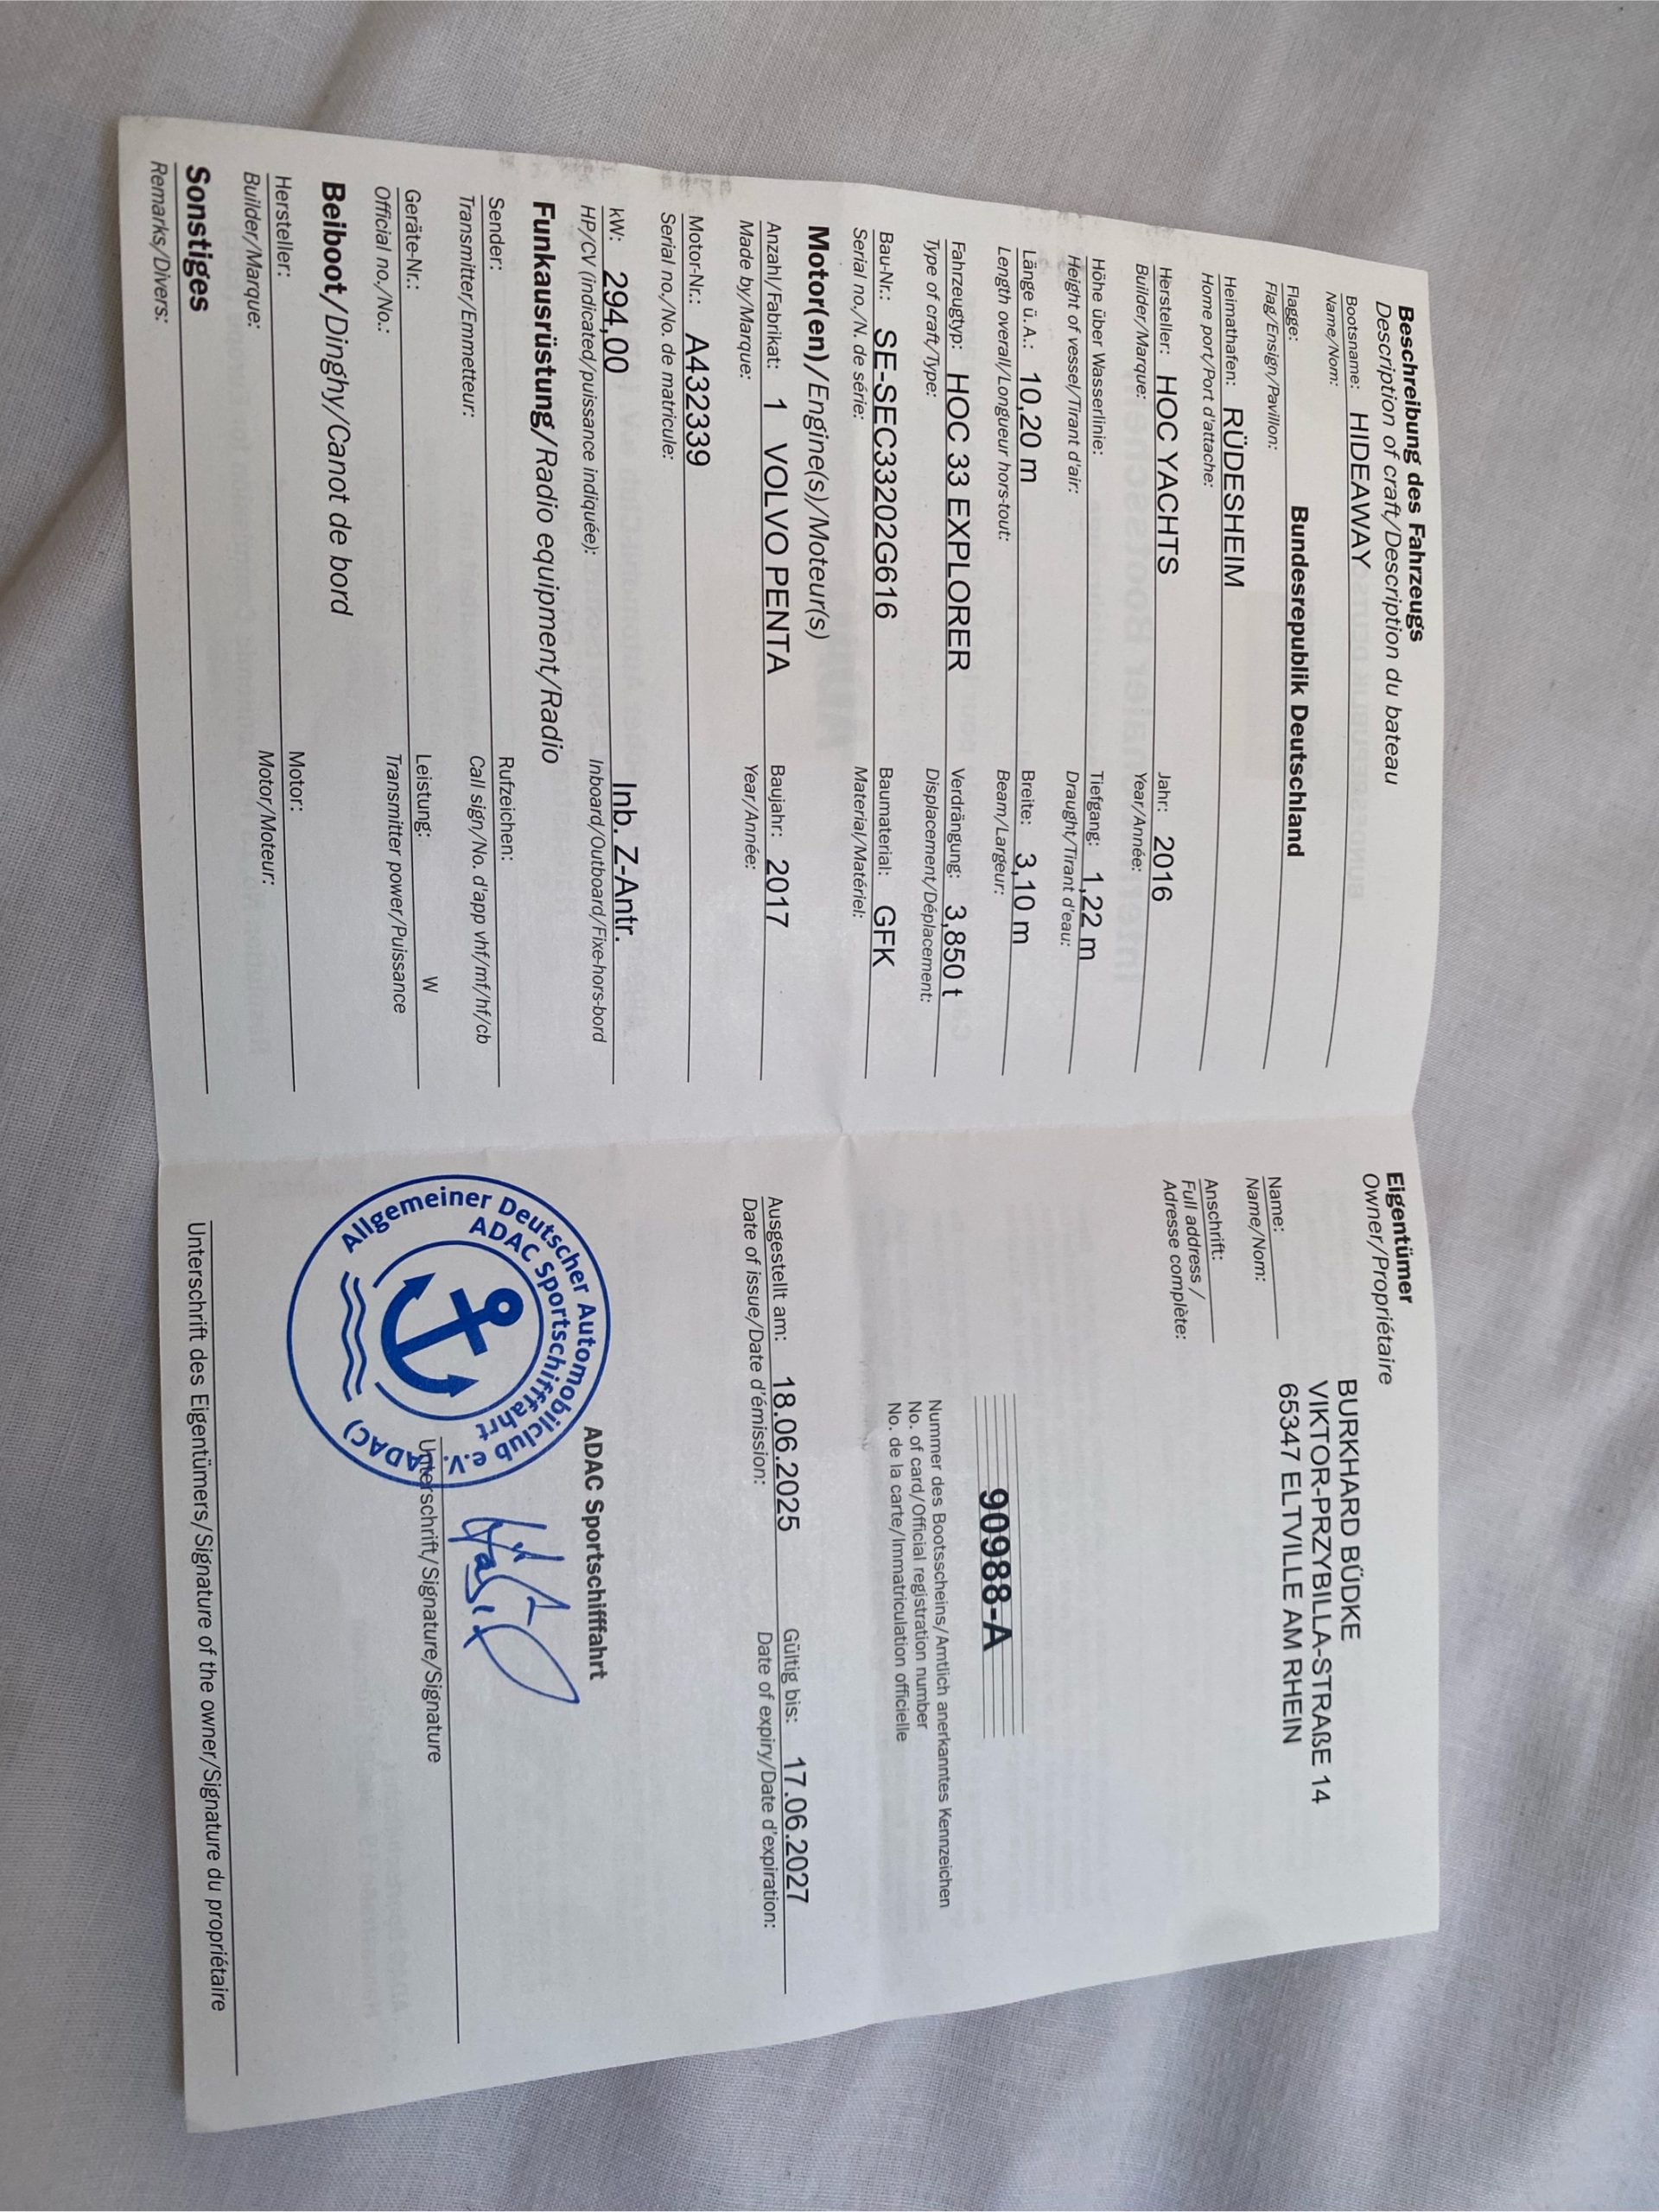 Beschreibung des Fahrzeugs
Description of craft/Description du bateau
Bootsname: HIDEAWAY
Name/Nom:
Flagge: Bundesrepublik Deutschland
Flag/Ensign/Pavillon:
Heimathafen: RÜDESHEIM
Home port/Port d'attache:
Hersteller: HOC YACHTS Jahr: 2016
Builder/Marque: Year/Année:
Höhe über Wasserlinie: Tiefgang: 1,22 m
Height of vessel/Tirant d'air: Draught/Tirant d'eau:
Länge ü. A.: 10,20 m Breite: 3,10 m
Length overall/Longueur hors-tout: Beam/Largeur:
Fahrzeugtyp: HOC 33 EXPLORER Verdrängung: 3,850 t
Type of craft/Type: Displacement/Déplacement:
Bau-Nr.: SE-SEC33202G616 Baumaterial: GFK
Serial no./N. de série: Material/Matériel:
Motor(en)/Engine(s)/Moteur(s)
Anzahl/Fabrikat: 1 VOLVO PENTA Baujahr: 2017
Made by/Marque: Year/Année:
Motor-Nr.: A432339
Serial no./No. de matricule:
kW: 294,00 Inb. Z-Antr.
HP/CV (indicated/puissance indiquée): Inboard/Outboard/Fixe-hors-bord
Funkausrüstung/Radio equipment/Radio
Sender: Rufzeichen:
Transmitter/Emmetteur: Call sign/No. d'app vhf/mf/hf/cb
Geräte-Nr.: Leistung: W
Official no./No.: Transmitter power/Puissance
Beiboot/Dinghy/Canot de bord
Hersteller: Motor:
Builder/Marque: Motor/Moteur:
Sonstiges
Remarks/Divers:
Eigentümer
Owner/Propriétaire
BURKHARD BÜDKE
VIKTOR-PRZYBILLA-STRAßE 14
65347 ELTVILLE AM RHEIN
Name:
Name/Nom:
Anschrift:
Full address /
Adresse complète:
90988-A
Nummer des Bootsscheins/Amtlich anerkanntes Kennzeichen
No. of card/Official registration number
No. de la carte/Immatriculation officielle
Ausgestellt am: 18.06.2025 Gültig bis: 17.06.2027
Date of issue/Date d'émission: Date of expiry/Date d'expiration:
ADAC Sportschifffahrt
Allgemeiner Deutscher Automobilclub e.V. (ADAC)
ADAC Sportschifffahrt
Unterschrift/Signature/Signature
Unterschrift des Eigentümers/Signature of the owner/Signature du propriétaire